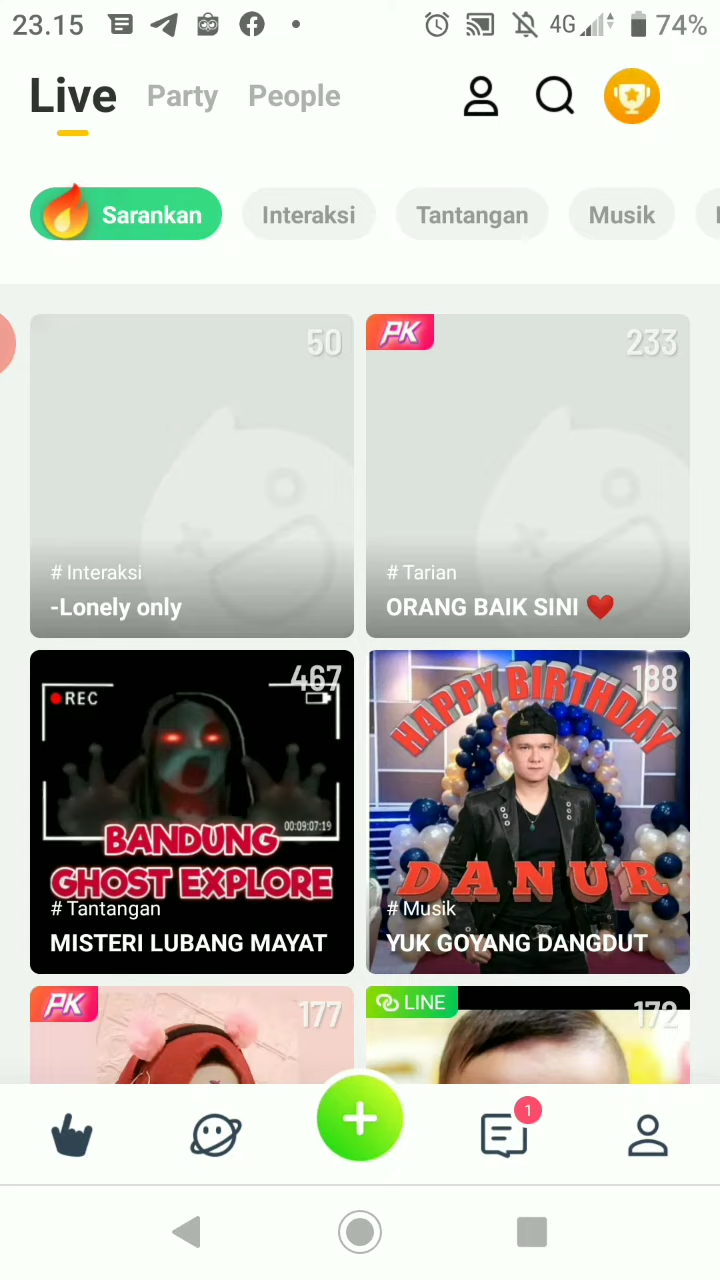 23.15
4G 74%
Live Party People
Sarankan Interaksi Tantangan Musik
50
# Interaksi
-Lonely only
PK 233
# Tarian
ORANG BAIK SINI ❤️
467
REC
00:09:07:19
BANDUNG
GHOST EXPLORE
# Tantangan
MISTERI LUBANG MAYAT
188
HAPPY BIRTHDAY
DANUR
# Musik
YUK GOYANG DANGDUT
PK 177
LINE 172
1